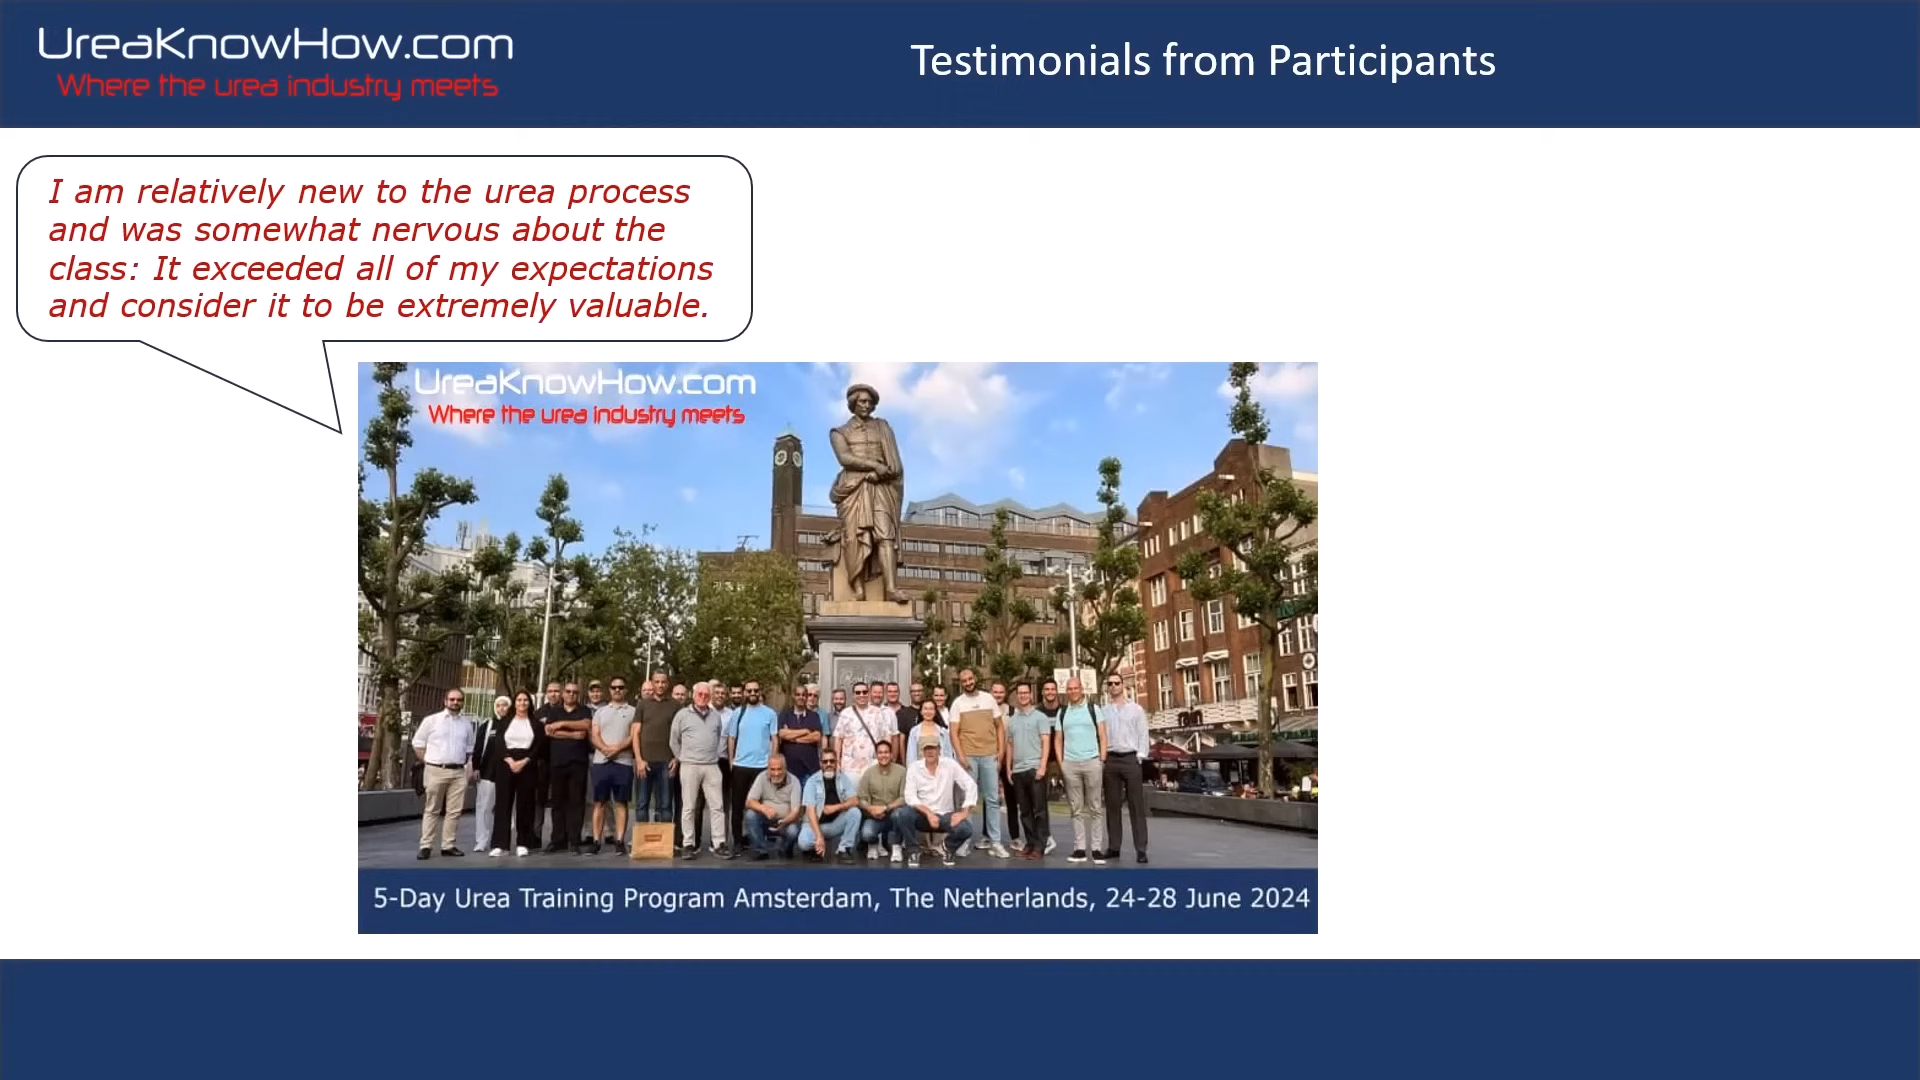 UreaKnowHow.com
Where the urea industry meets
Testimonials from Participants
I am relatively new to the urea process
and was somewhat nervous about the
class: It exceeded all of my expectations
and consider it to be extremely valuable.
UreaKnowHow.com
Where the urea industry meets
5-Day Urea Training Program Amsterdam, The Netherlands, 24-28 June 2024